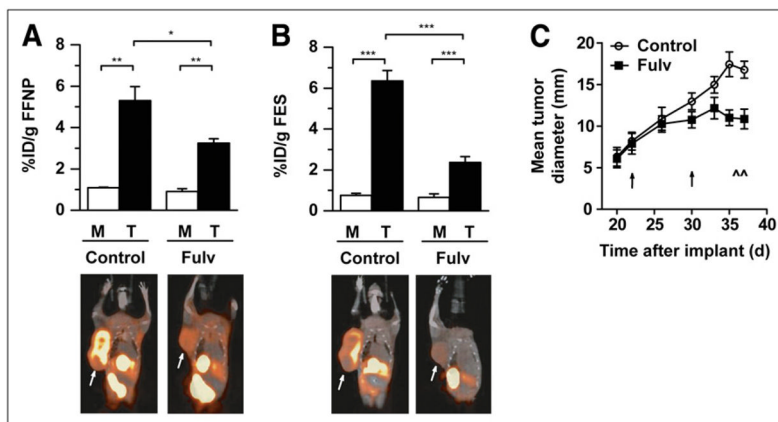 A
B
C
*
**
**
%ID/g FFNP
8
6
4
2
0
M T M T
Control Fulv
***
***
***
%ID/g FES
8
6
4
2
0
M T M T
Control Fulv
Control
Fulv
Mean tumor
diameter (mm)
20
15
10
5
0
^^
20 25 30 35 40
Time after implant (d)